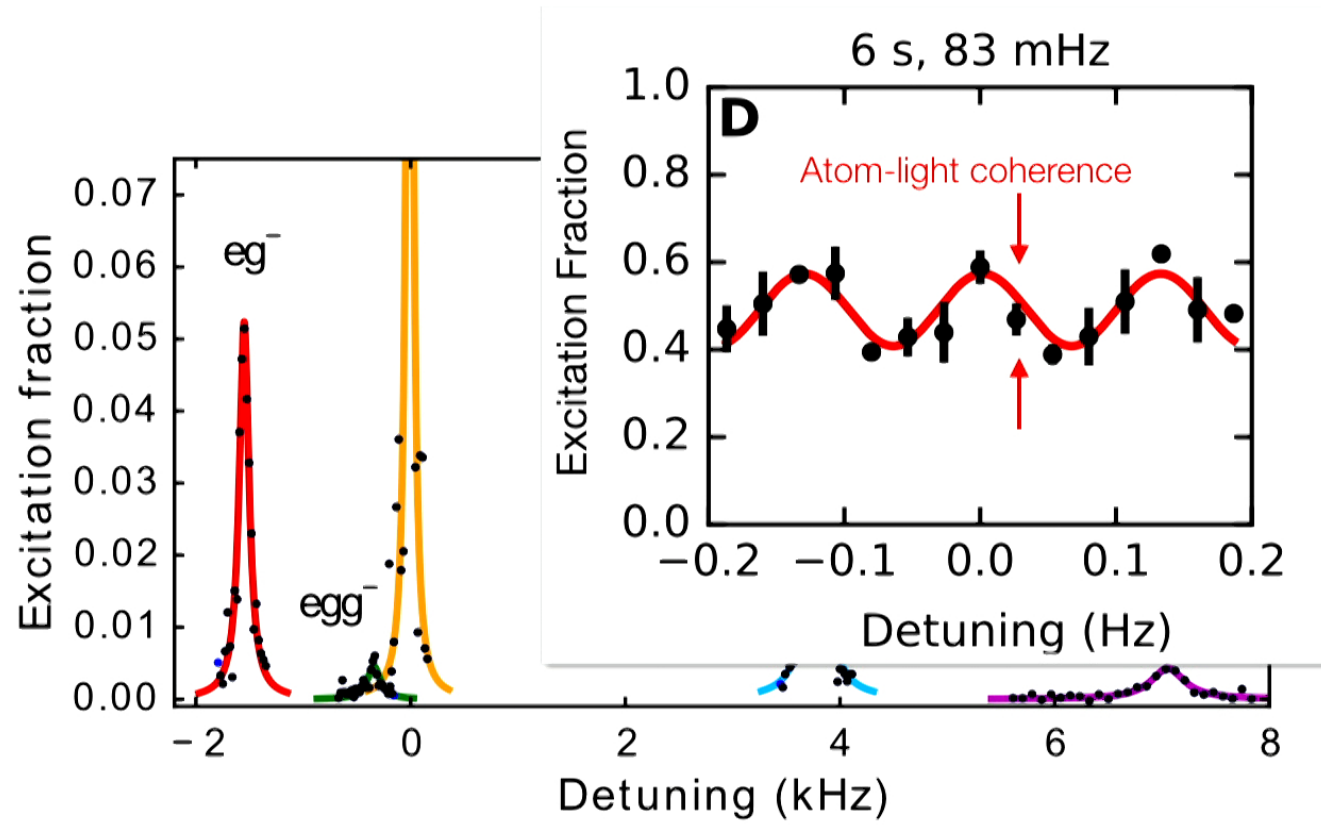 6 s, 83 mHz
D
Atom-light coherence
Excitation Fraction
1.0
0.8
0.6
0.4
0.2
0.0
−0.2 −0.1 0.0 0.1 0.2
Detuning (Hz)
Excitation fraction
0.07
0.06
0.05
0.04
0.03
0.02
0.01
0.00
eg⁻
egg⁻
−2 0 2 4 6 8
Detuning (kHz)